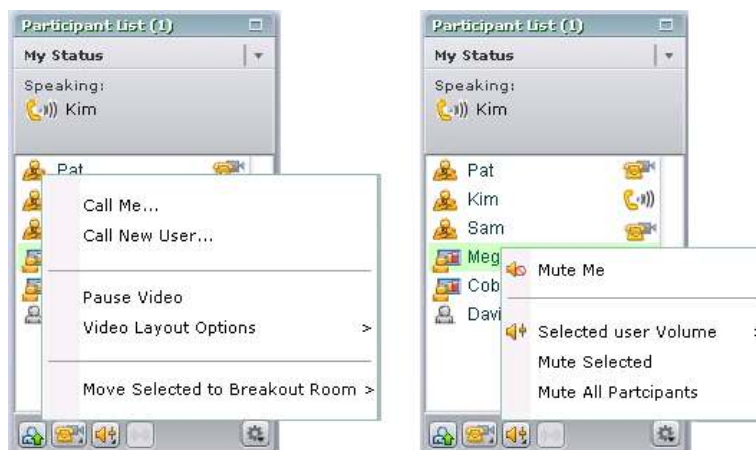 Participant List (1)
My Status
Speaking:
Kim
Pat
Call Me...
Call New User...
Pause Video
Video Layout Options >
Move Selected to Breakout Room >
Participant List (1)
My Status
Speaking:
Kim
Pat
Kim
Sam
Meg
Cob
Davi
Mute Me
Selected user Volume
Mute Selected
Mute All Partcipants